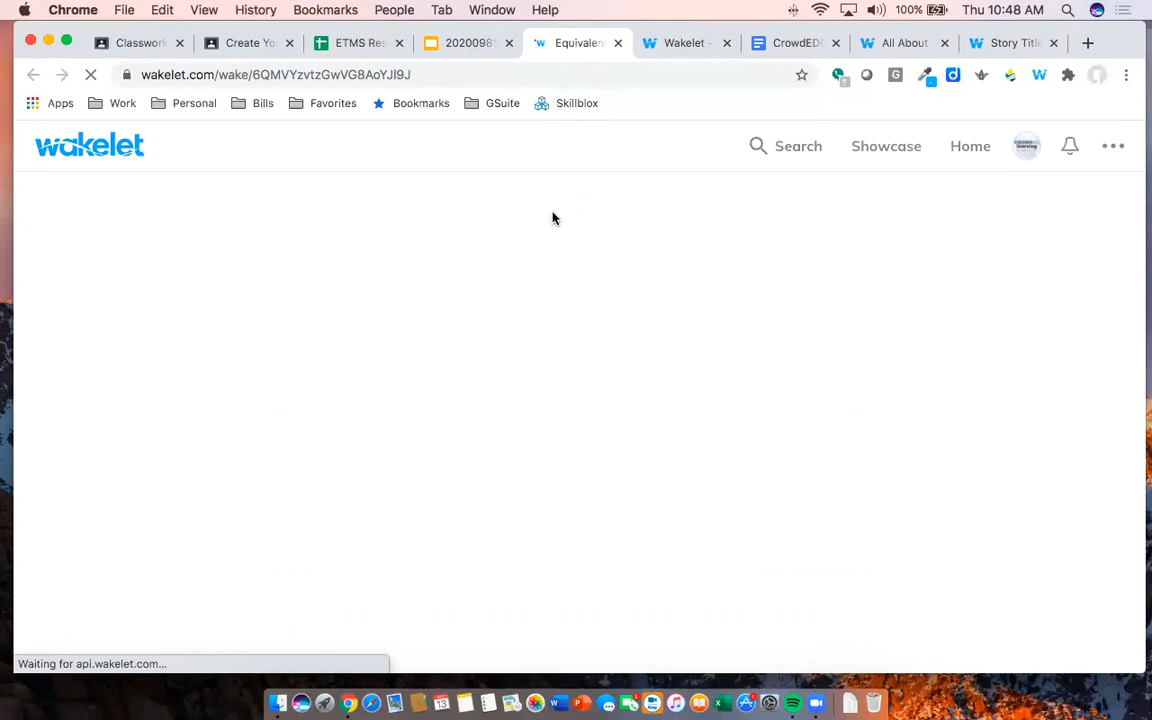 Chrome File Edit View History Bookmarks People Tab Window Help 100% Thu 10:48 AM
Classwork Create Yo ETMS Res 20200981 Equivalen Wakelet - CrowdED All About Story Title
wakelet.com/wake/6QMVYzvtzGwVG8AoYJl9J
Apps Work Personal Bills Favorites Bookmarks GSuite Skillblox
wakelet Search Showcase Home
Waiting for api.wakelet.com...